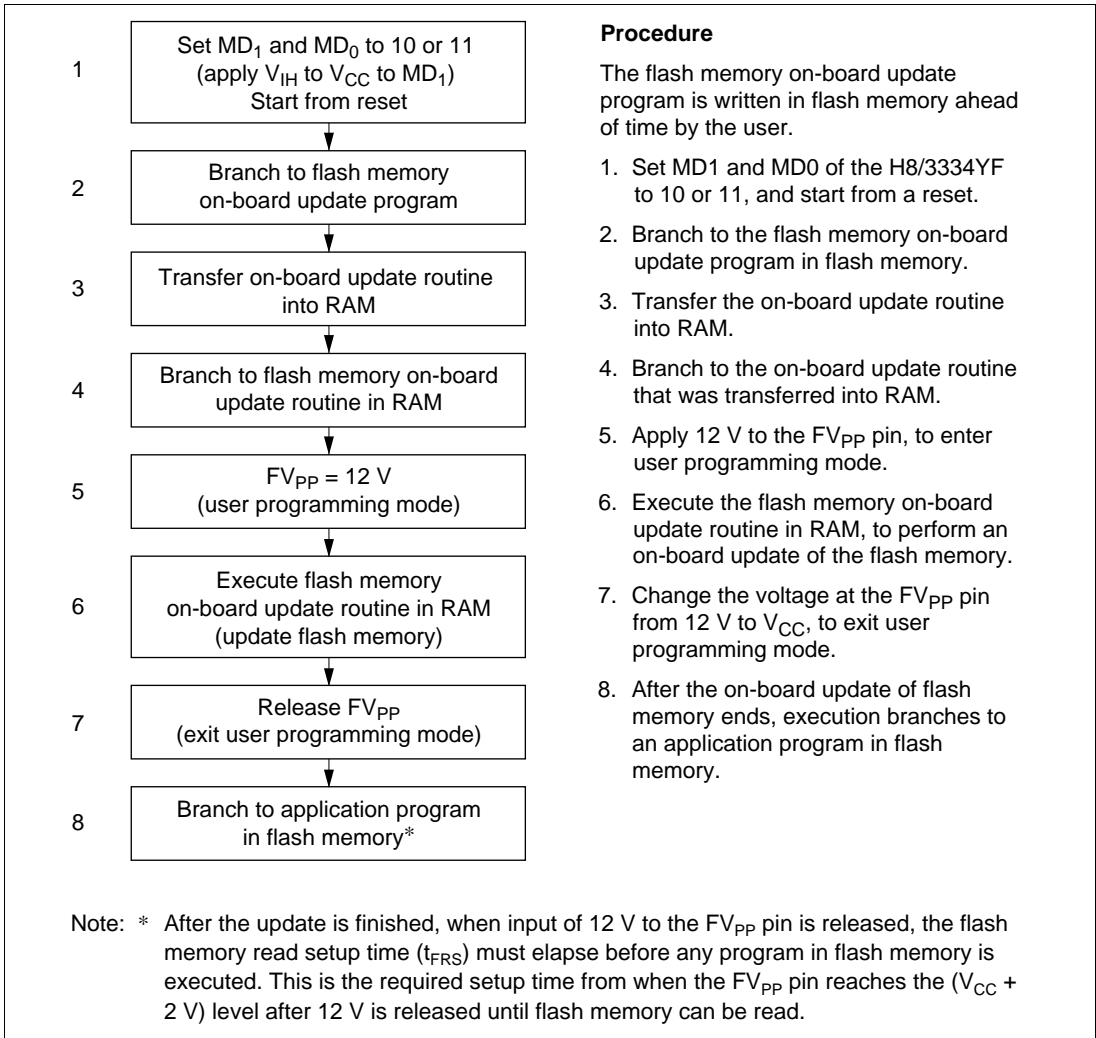 1
Set MD1 and MD0 to 10 or 11
(apply VIH to VCC to MD1)
Start from reset
2
Branch to flash memory
on-board update program
3
Transfer on-board update routine
into RAM
4
Branch to flash memory on-board
update routine in RAM
5
FVPP = 12 V
(user programming mode)
6
Execute flash memory
on-board update routine in RAM
(update flash memory)
7
Release FVPP
(exit user programming mode)
8
Branch to application program
in flash memory*
Procedure
The flash memory on-board update
program is written in flash memory ahead
of time by the user.
1. Set MD1 and MD0 of the H8/3334YF
to 10 or 11, and start from a reset.
2. Branch to the flash memory on-board
update program in flash memory.
3. Transfer the on-board update routine
into RAM.
4. Branch to the on-board update routine
that was transferred into RAM.
5. Apply 12 V to the FVPP pin, to enter
user programming mode.
6. Execute the flash memory on-board
update routine in RAM, to perform an
on-board update of the flash memory.
7. Change the voltage at the FVPP pin
from 12 V to VCC, to exit user
programming mode.
8. After the on-board update of flash
memory ends, execution branches to
an application program in flash
memory.
Note: * After the update is finished, when input of 12 V to the FVPP pin is released, the flash
memory read setup time (tFRS) must elapse before any program in flash memory is
executed. This is the required setup time from when the FVPP pin reaches the (VCC +
2 V) level after 12 V is released until flash memory can be read.